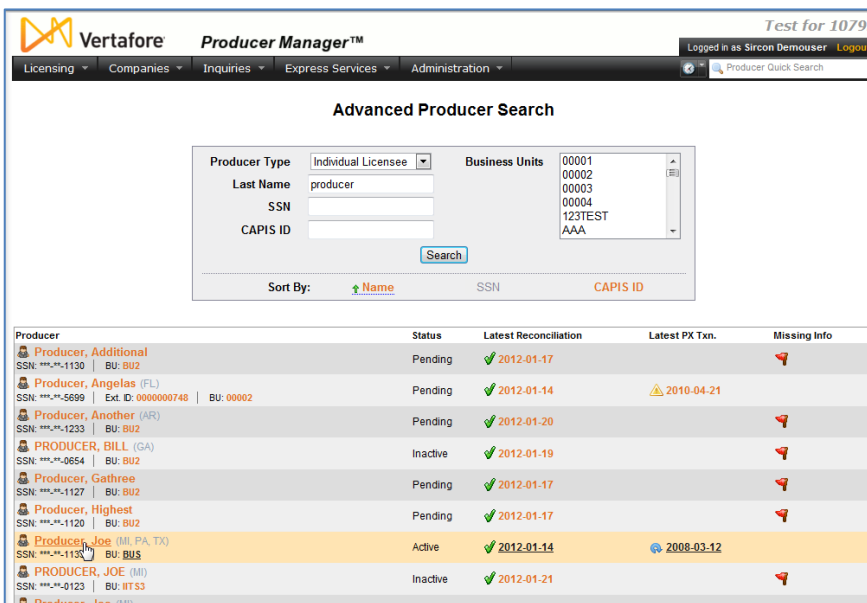 Test for 1079
Vertafore Producer Manager™
Logged in as Sircon Demouser Logou
Licensing Companies Inquiries Express Services Administration Producer Quick Search
Advanced Producer Search
Producer Type Individual Licensee Business Units 00001
00002
Last Name producer 00003
SSN 00004
123TEST
CAPIS ID AAA
Search
Sort By: Name SSN CAPIS ID
Producer Status Latest Reconciliation Latest PX Txn. Missing Info
Producer, Additional
SSN: ***-**-1130 | BU: BU2 Pending 2012-01-17
Producer, Angelas (FL)
SSN: ***-**-5699 | Ext. ID: 0000000748 | BU: 00002 Pending 2012-01-14 2010-04-21
Producer, Another (AR)
SSN: ***-**-1233 | BU: BU2 Pending 2012-01-20
PRODUCER, BILL (GA)
SSN: ***-**-0654 | BU: BU2 Inactive 2012-01-19
Producer, Gathree
SSN: ***-**-1127 | BU: BU2 Pending 2012-01-17
Producer, Highest
SSN: ***-**-1120 | BU: BU2 Pending 2012-01-17
Producer, Joe (MI, PA, TX)
SSN: ***-**-113 BU: BUS Active 2012-01-14 2008-03-12
PRODUCER, JOE (MI)
SSN: ***-**-0123 | BU: IITS3 Inactive 2012-01-21
Producer, Joe (MI)